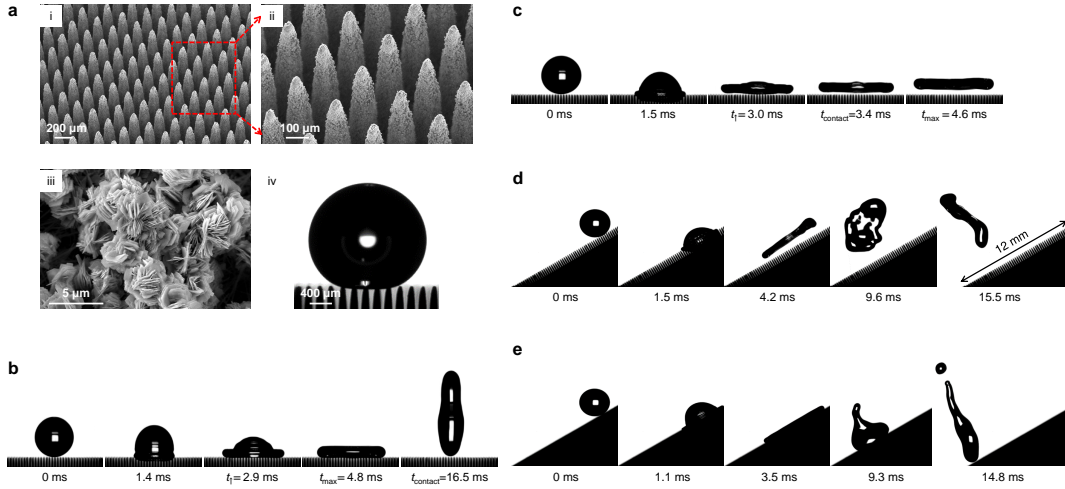 a
i
200 µm
ii
100 µm
iii
5 µm
iv
400 µm
b
0 ms
1.4 ms
t↑= 2.9 ms
tmax= 4.8 ms
tcontact=16.5 ms
c
0 ms
1.5 ms
t↑= 3.0 ms
tcontact=3.4 ms
tmax = 4.6 ms
d
12 mm
0 ms
1.5 ms
4.2 ms
9.6 ms
15.5 ms
e
0 ms
1.1 ms
3.5 ms
9.3 ms
14.8 ms